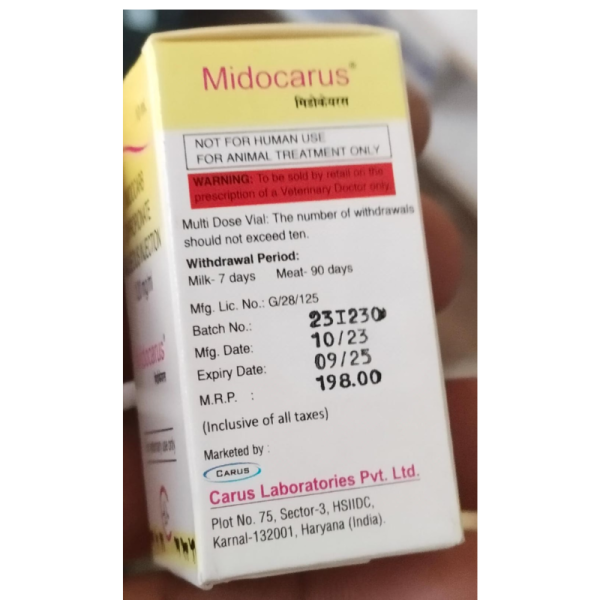 Midocarus®
मिडोकेयरस
NOT FOR HUMAN USE
FOR ANIMAL TREATMENT ONLY
WARNING: To be sold by retail on the
prescription of a Veterinary Doctor only.
Multi Dose Vial: The number of withdrawals
should not exceed ten.
Withdrawal Period:
Milk- 7 days Meat- 90 days
Mfg. Lic. No.: G/28/125
Batch No.: 23I230
Mfg. Date: 10/23
Expiry Date: 09/25
M.R.P. : 198.00
(Inclusive of all taxes)
Marketed by :
CARUS
Carus Laboratories Pvt. Ltd.
Plot No. 75, Sector-3, HSIIDC,
Karnal-132001, Haryana (India).
Midocarus®